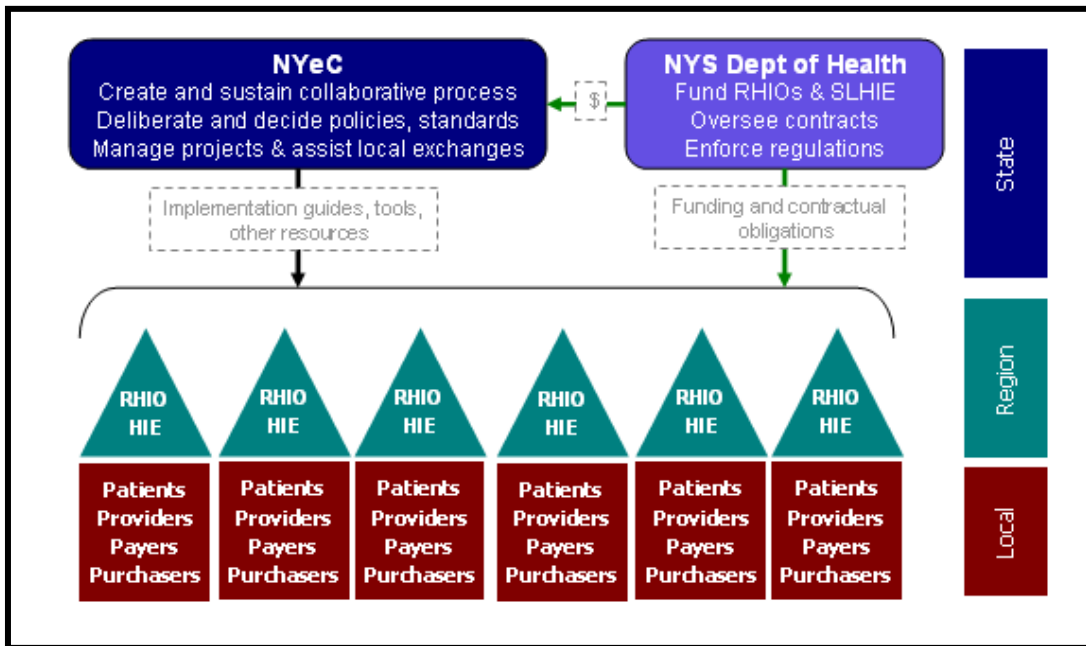 NYeC
Create and sustain collaborative process
Deliberate and decide policies, standards
Manage projects & assist local exchanges
$
NYS Dept of Health
Fund RHIOs & SLHIE
Oversee contracts
Enforce regulations
State
Implementation guides, tools,
other resources
Funding and contractual
obligations
RHIO
HIE
RHIO
HIE
RHIO
HIE
RHIO
HIE
RHIO
HIE
RHIO
HIE
Region
Patients
Providers
Payers
Purchasers
Patients
Providers
Payers
Purchasers
Patients
Providers
Payers
Purchasers
Patients
Providers
Payers
Purchasers
Patients
Providers
Payers
Purchasers
Patients
Providers
Payers
Purchasers
Local